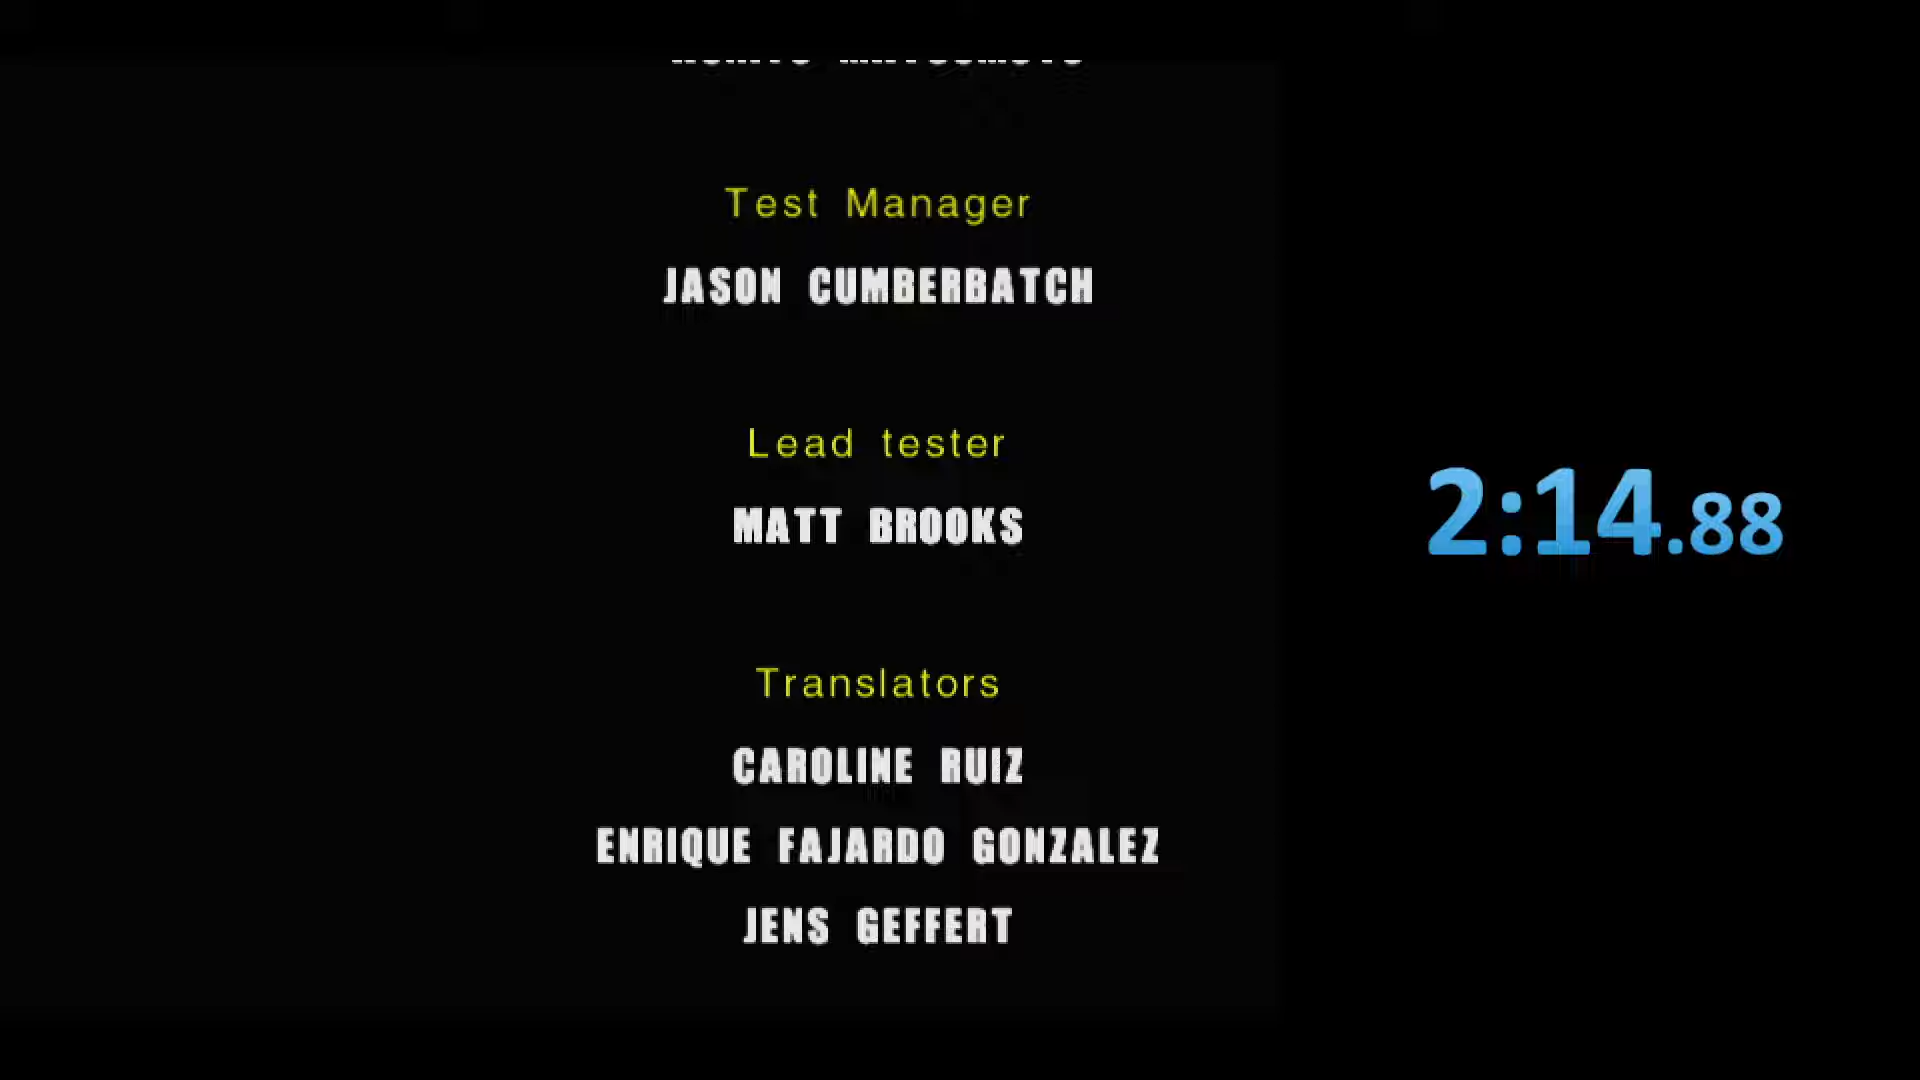 Test Manager
JASON CUMBERBATCH
Lead tester
MATT BROOKS
Translators
CAROLINE RUIZ
ENRIQUE FAJARDO GONZALEZ
JENS GEFFERT
2:14.88